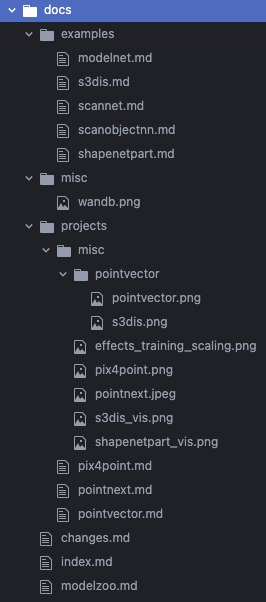 docs
examples
modelnet.md
s3dis.md
scannet.md
scanobjectnn.md
shapenetpart.md
misc
wandb.png
projects
misc
pointvector
pointvector.png
s3dis.png
effects_training_scaling.png
pix4point.png
pointnext.jpeg
s3dis_vis.png
shapenetpart_vis.png
pix4point.md
pointnext.md
pointvector.md
changes.md
index.md
modelzoo.md